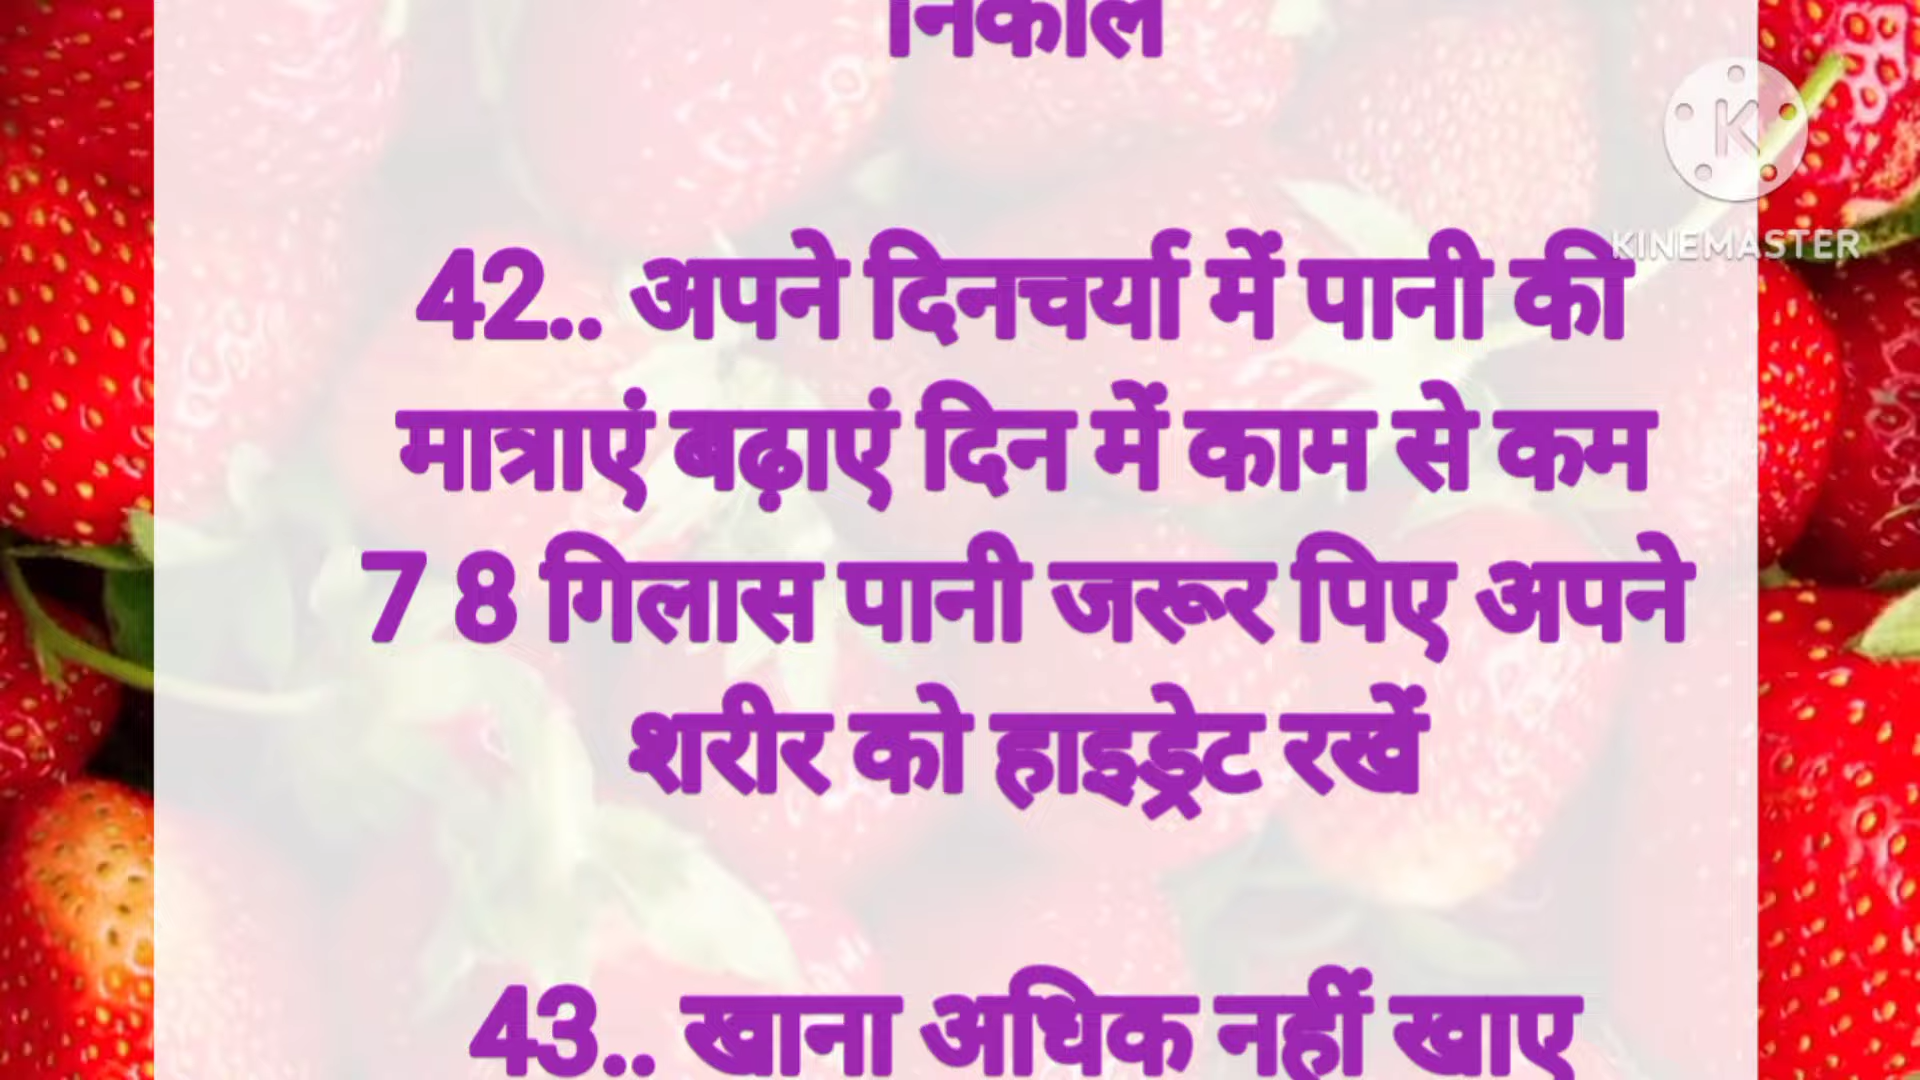 निकाले
42.. अपने दिनचर्या में पानी की
मात्राएं बढ़ाएं दिन में काम से कम
7 8 गिलास पानी जरूर पिए अपने
शरीर को हाइड्रेट रखें
43.. खाना अधिक नहीं खाए
K
KINEMASTER